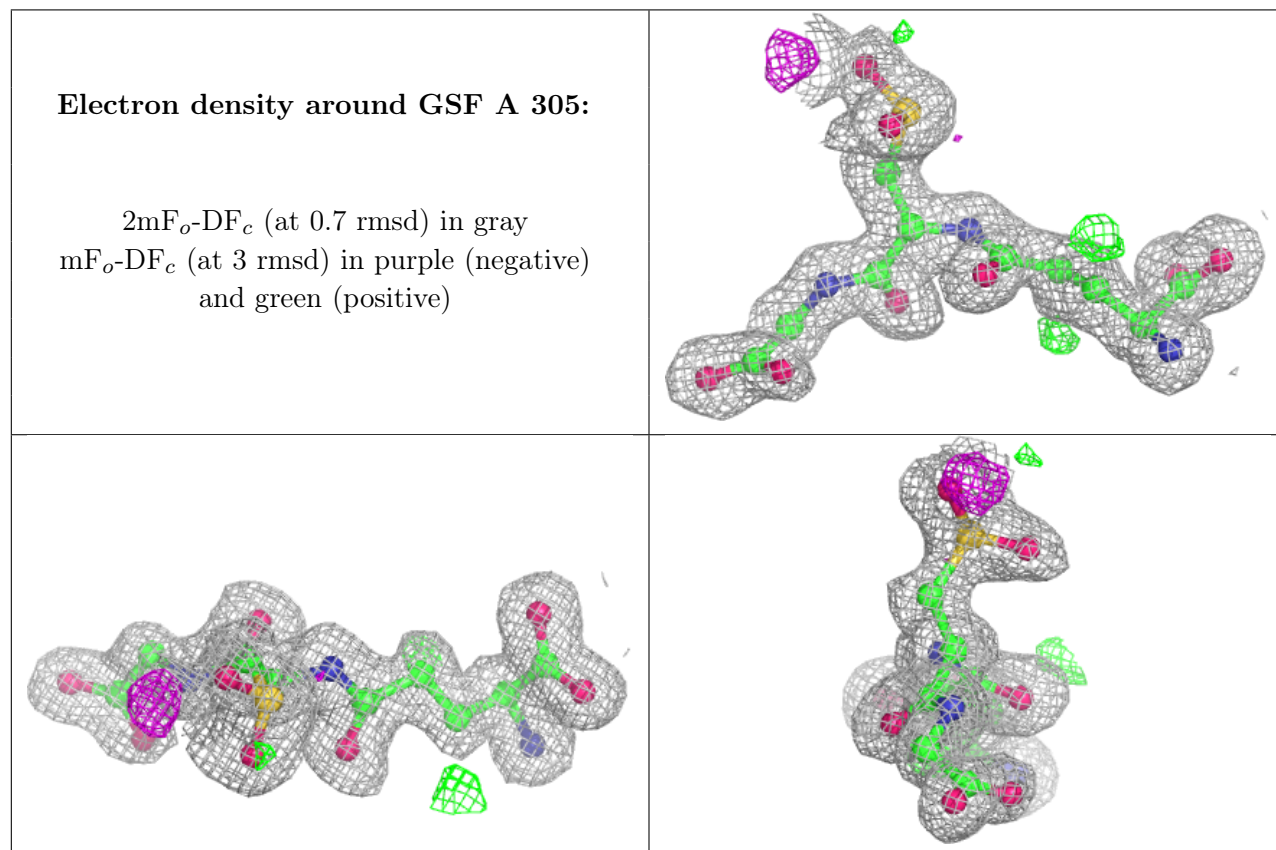 Electron density around GSF A 305:
2mFₒ-DF𝒸 (at 0.7 rmsd) in gray
mFₒ-DF𝒸 (at 3 rmsd) in purple (negative)
and green (positive)